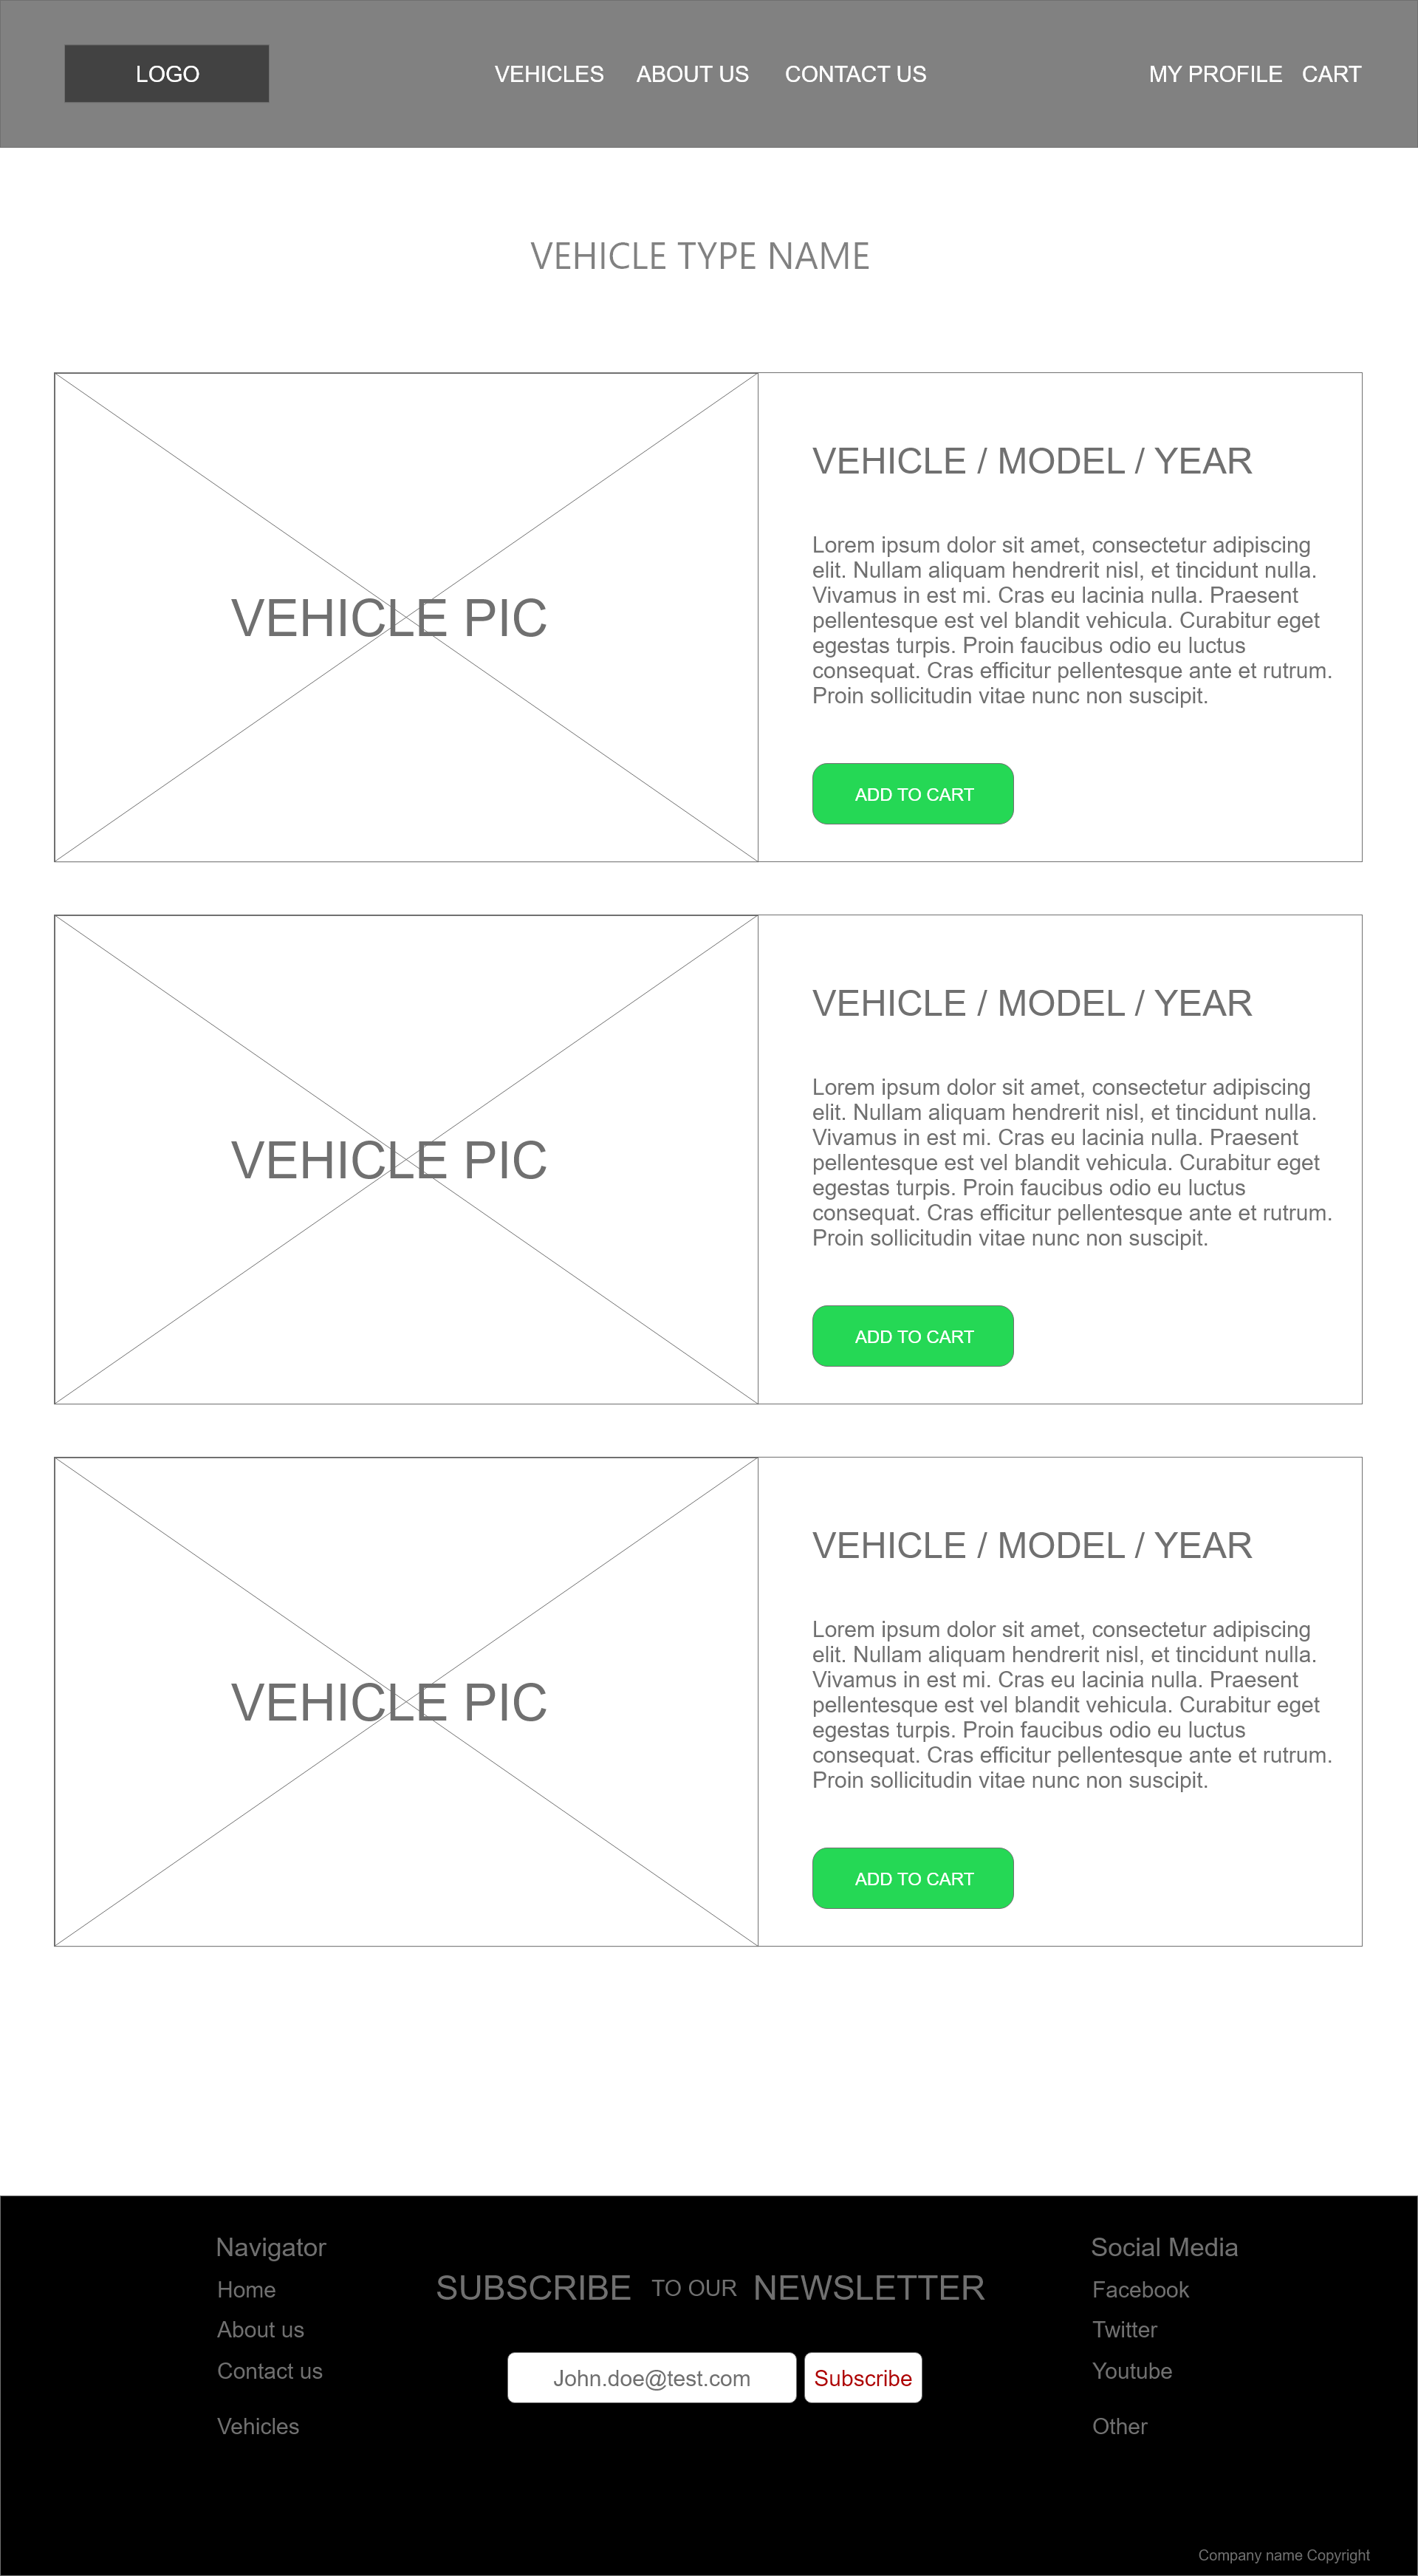 LOGO
VEHICLES ABOUT US CONTACT US
MY PROFILE CART
VEHICLE TYPE NAME
VEHICLE PIC
VEHICLE / MODEL / YEAR
Lorem ipsum dolor sit amet, consectetur adipiscing
elit. Nullam aliquam hendrerit nisl, et tincidunt nulla.
Vivamus in est mi. Cras eu lacinia nulla. Praesent
pellentesque est vel blandit vehicula. Curabitur eget
egestas turpis. Proin faucibus odio eu luctus
consequat. Cras efficitur pellentesque ante et rutrum.
Proin sollicitudin vitae nunc non suscipit.
ADD TO CART
VEHICLE PIC
VEHICLE / MODEL / YEAR
Lorem ipsum dolor sit amet, consectetur adipiscing
elit. Nullam aliquam hendrerit nisl, et tincidunt nulla.
Vivamus in est mi. Cras eu lacinia nulla. Praesent
pellentesque est vel blandit vehicula. Curabitur eget
egestas turpis. Proin faucibus odio eu luctus
consequat. Cras efficitur pellentesque ante et rutrum.
Proin sollicitudin vitae nunc non suscipit.
ADD TO CART
VEHICLE PIC
VEHICLE / MODEL / YEAR
Lorem ipsum dolor sit amet, consectetur adipiscing
elit. Nullam aliquam hendrerit nisl, et tincidunt nulla.
Vivamus in est mi. Cras eu lacinia nulla. Praesent
pellentesque est vel blandit vehicula. Curabitur eget
egestas turpis. Proin faucibus odio eu luctus
consequat. Cras efficitur pellentesque ante et rutrum.
Proin sollicitudin vitae nunc non suscipit.
ADD TO CART
Navigator
Home
About us
Contact us
Vehicles
SUBSCRIBE TO OUR NEWSLETTER
John.doe@test.com
Subscribe
Social Media
Facebook
Twitter
Youtube
Other
Company name Copyright